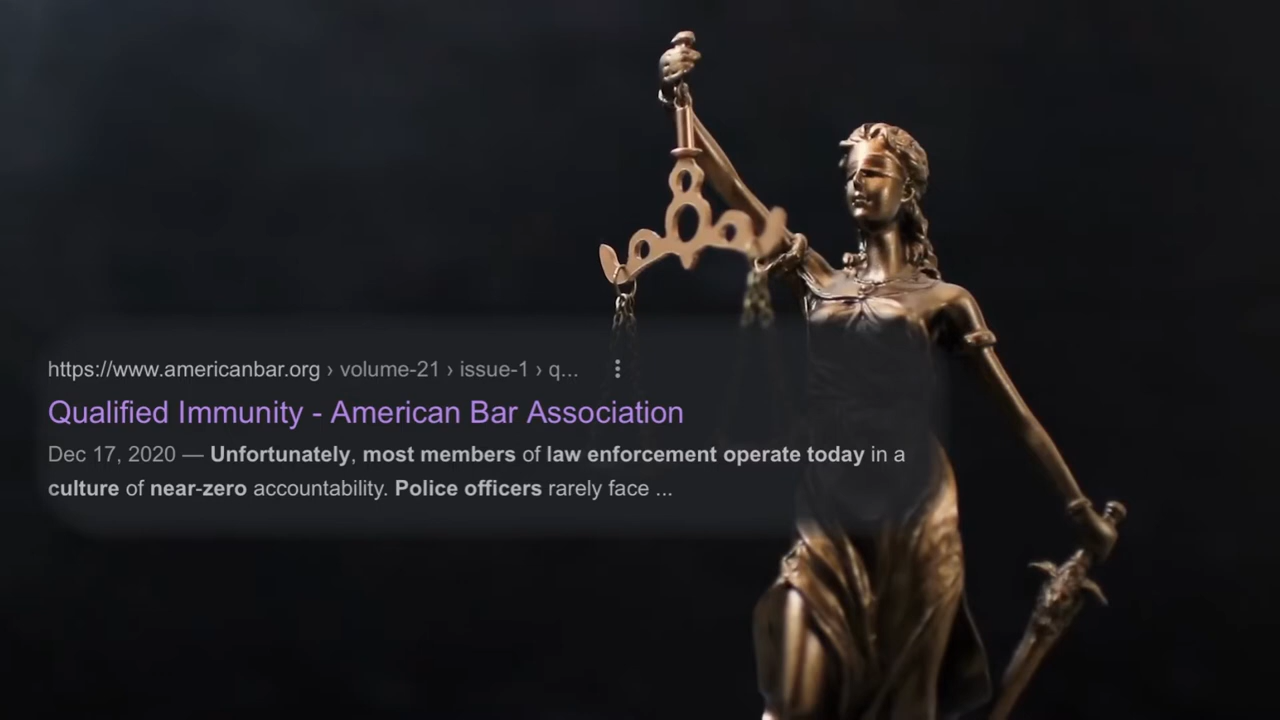 https://www.americanbar.org › volume-21 › issue-1 › q...
Qualified Immunity - American Bar Association
Dec 17, 2020 — Unfortunately, most members of law enforcement operate today in a
culture of near-zero accountability. Police officers rarely face ...